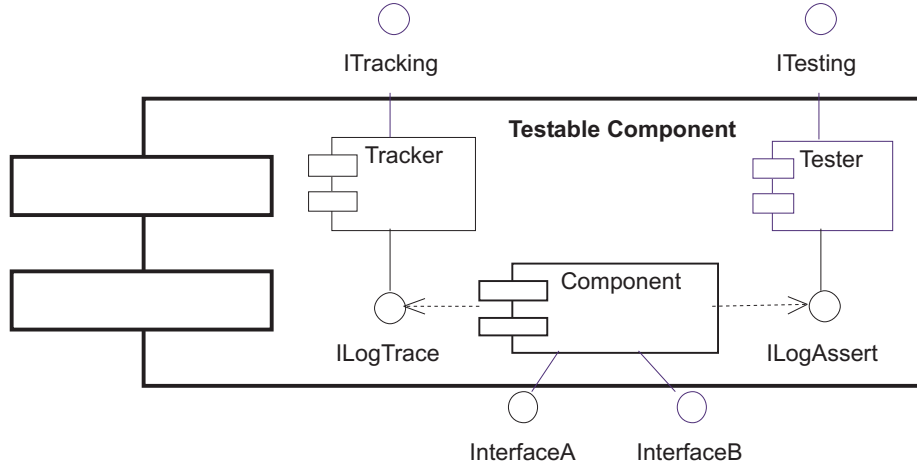 ITracking
ITesting
Testable Component
Tracker
Tester
Component
ILogTrace
ILogAssert
InterfaceA
InterfaceB